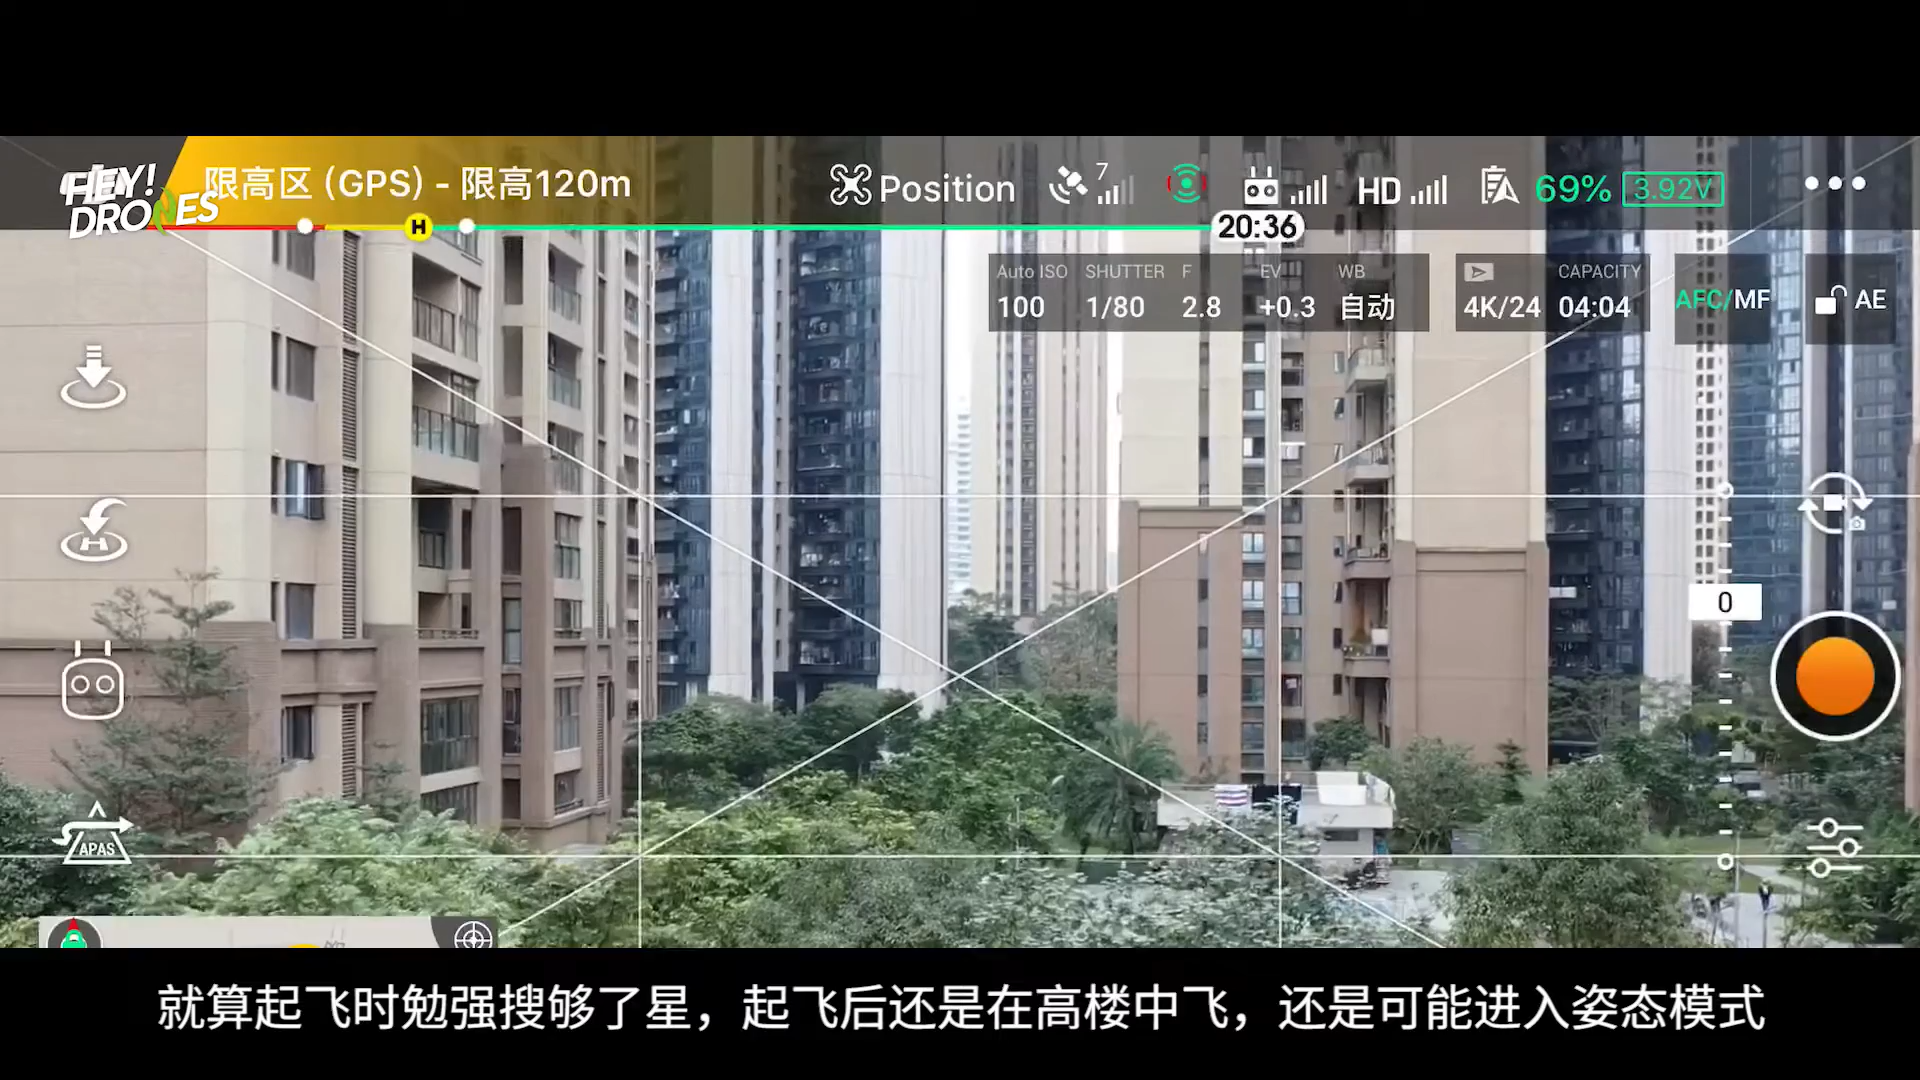 HEY!
DRONES
限高区 (GPS) - 限高120m
Position
7
HD
69%
3.92V
H
20:36
Auto ISO SHUTTER F EV WB
100 1/80 2.8 +0.3 自动
CAPACITY
4K/24 04:04
AFC/MF
AE
0
APAS
就算起飞时勉强搜够了星，起飞后还是在高楼中飞，还是可能进入姿态模式